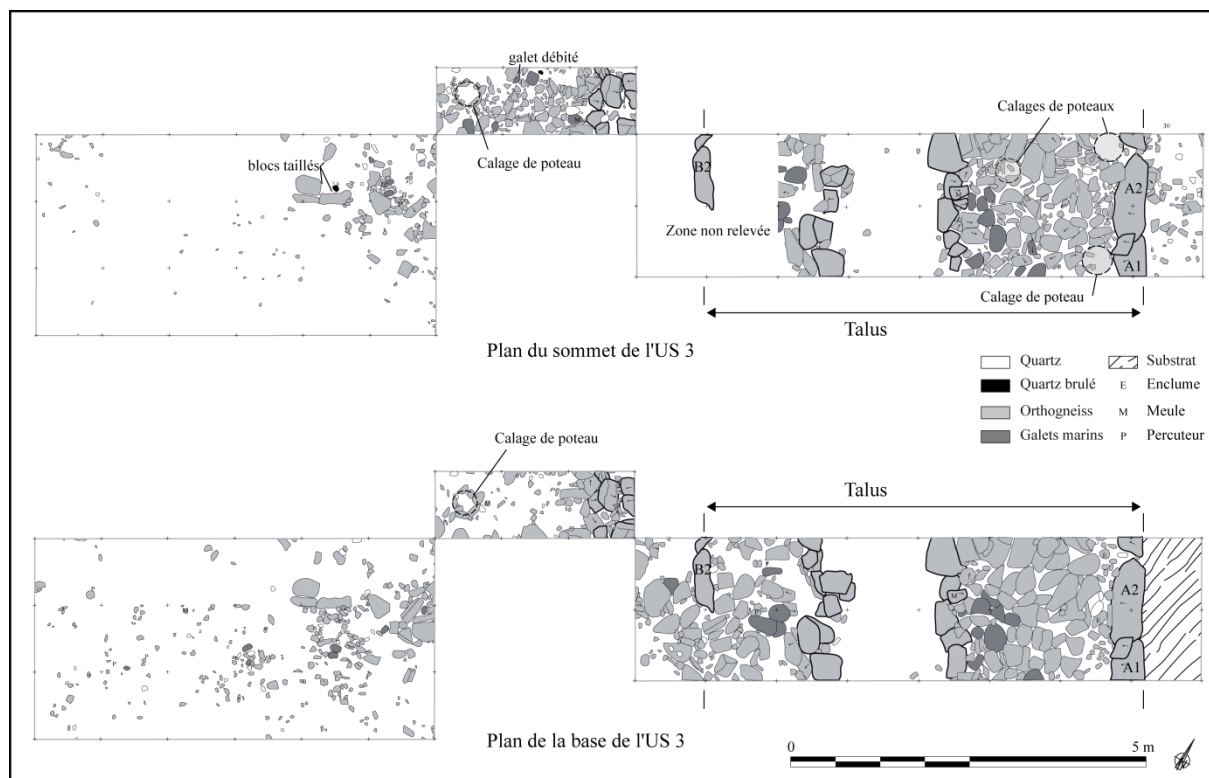 galet débité
Calage de poteau
blocs taillés
Calages de poteaux
30
B2
M
A2
Zone non relevée
A1
Calage de poteau
Talus
Plan du sommet de l'US 3
Quartz
Substrat
Quartz brulé
E Enclume
Orthogneiss
M Meule
Galets marins
P Percuteur
Calage de poteau
Talus
B2
A2
M
A1
Plan de la base de l'US 3
0 5 m